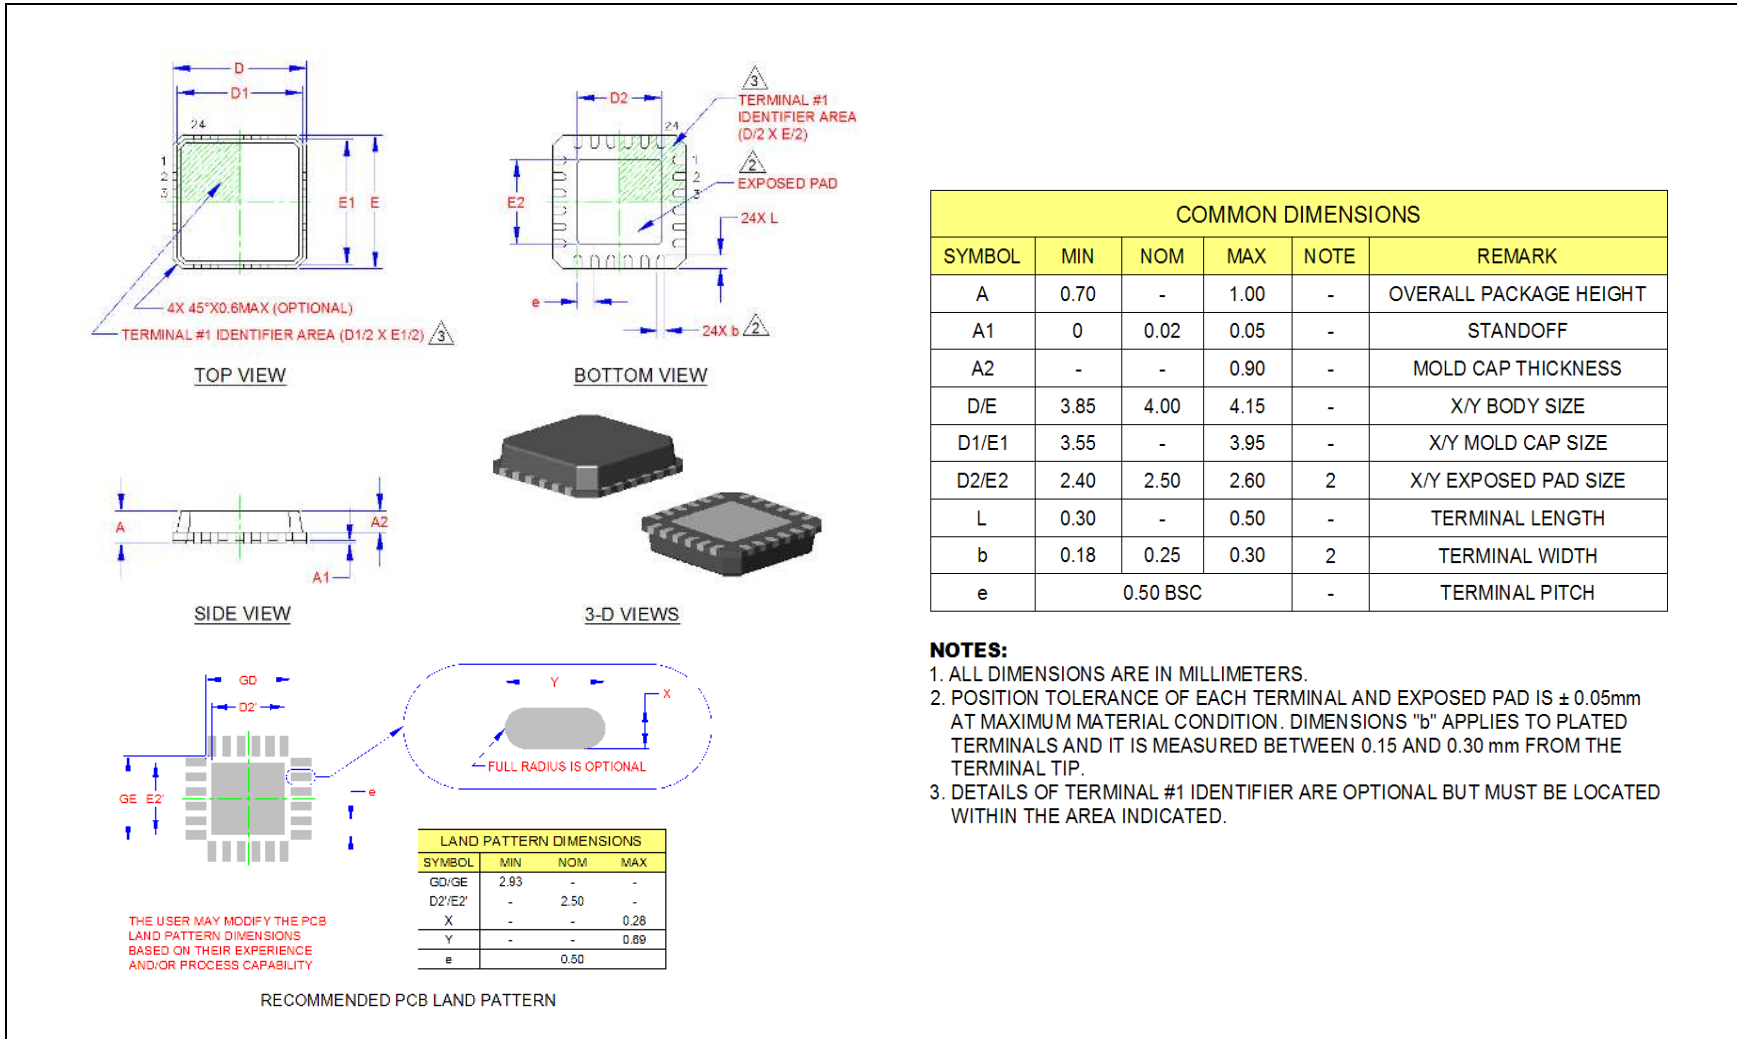 D
D1
24
1
2
3
E1
E
4X 45°X0.6MAX (OPTIONAL)
TERMINAL #1 IDENTIFIER AREA (D1/2 X E1/2) 3
TOP VIEW
D2
3
TERMINAL #1
IDENTIFIER AREA
(D/2 X E/2)
24
1
2
3
2
EXPOSED PAD
E2
24X L
e
24X b 2
BOTTOM VIEW
A
A2
A1
SIDE VIEW
3-D VIEWS
GD
D2'
GE
E2'
e
Y
X
FULL RADIUS IS OPTIONAL
LAND PATTERN DIMENSIONS
SYMBOL MIN NOM MAX
GD/GE 2.93 - -
D2'/E2' - 2.50 -
X - - 0.28
Y - - 0.69
e 0.50
THE USER MAY MODIFY THE PCB
LAND PATTERN DIMENSIONS
BASED ON THEIR EXPERIENCE
AND/OR PROCESS CAPABILITY
RECOMMENDED PCB LAND PATTERN
COMMON DIMENSIONS
SYMBOL MIN NOM MAX NOTE REMARK
A 0.70 - 1.00 - OVERALL PACKAGE HEIGHT
A1 0 0.02 0.05 - STANDOFF
A2 - - 0.90 - MOLD CAP THICKNESS
D/E 3.85 4.00 4.15 - X/Y BODY SIZE
D1/E1 3.55 - 3.95 - X/Y MOLD CAP SIZE
D2/E2 2.40 2.50 2.60 2 X/Y EXPOSED PAD SIZE
L 0.30 - 0.50 - TERMINAL LENGTH
b 0.18 0.25 0.30 2 TERMINAL WIDTH
e 0.50 BSC - TERMINAL PITCH
NOTES:
1. ALL DIMENSIONS ARE IN MILLIMETERS.
2. POSITION TOLERANCE OF EACH TERMINAL AND EXPOSED PAD IS ± 0.05mm
AT MAXIMUM MATERIAL CONDITION. DIMENSIONS "b" APPLIES TO PLATED
TERMINALS AND IT IS MEASURED BETWEEN 0.15 AND 0.30 mm FROM THE
TERMINAL TIP.
3. DETAILS OF TERMINAL #1 IDENTIFIER ARE OPTIONAL BUT MUST BE LOCATED
WITHIN THE AREA INDICATED.